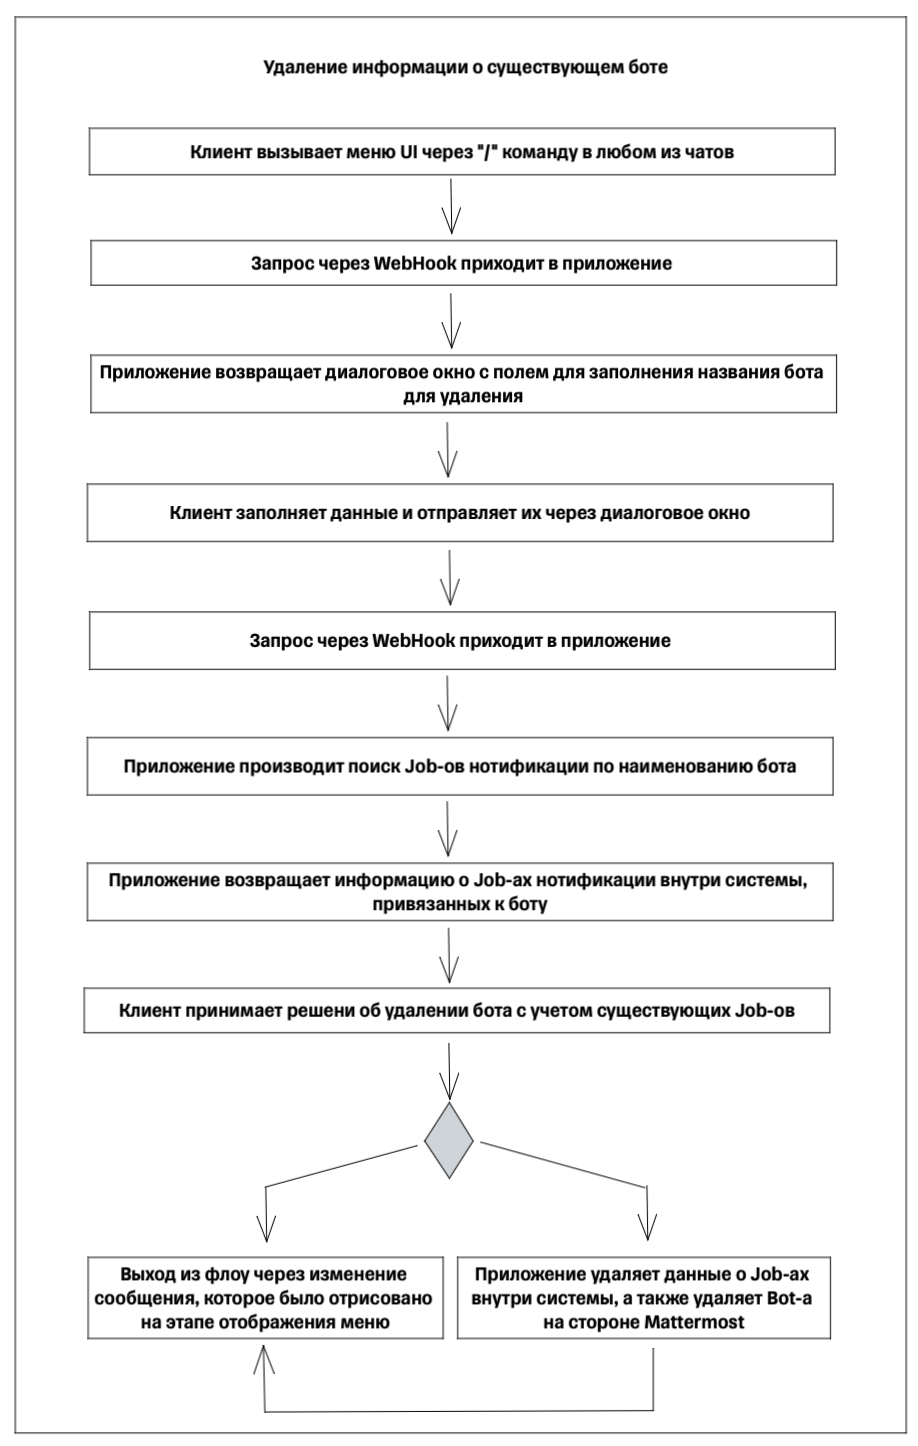 Удаление информации о существующем боте
Клиент вызывает меню UI через "/" команду в любом из чатов
Запрос через WebHook приходит в приложение
Приложение возвращает диалоговое окно с полем для заполнения названия бота
для удаления
Клиент заполняет данные и отправляет их через диалоговое окно
Запрос через WebHook приходит в приложение
Приложение производит поиск Job-ов нотификации по наименованию бота
Приложение возвращает информацию о Job-ах нотификации внутри системы,
привязанных к боту
Клиент принимает решени об удалении бота с учетом существующих Job-ов
Выход из флоу через изменение
сообщения, которое было отрисовано
на этапе отображения меню
Приложение удаляет данные о Job-ах
внутри системы, а также удаляет Bot-а
на стороне Mattermost